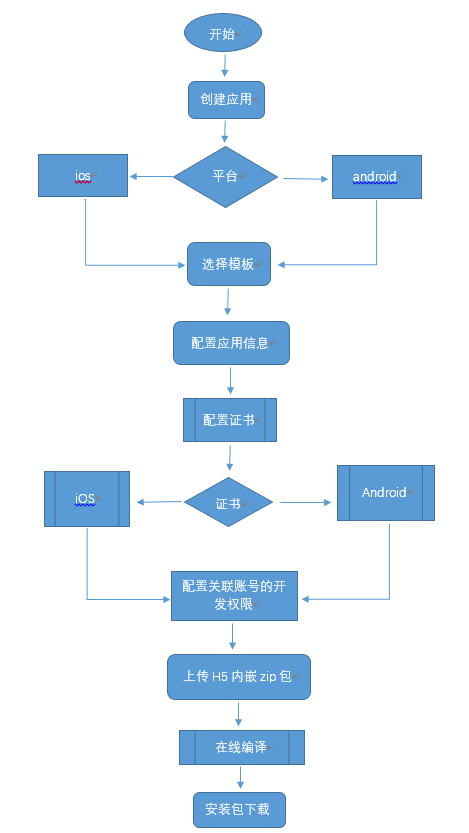 开始
创建应用
平台
ios
android
选择模板
配置应用信息
配置证书
证书
iOS
Android
配置关联账号的开
发权限
上传 H5 内嵌 zip 包
在线编译
安装包下载